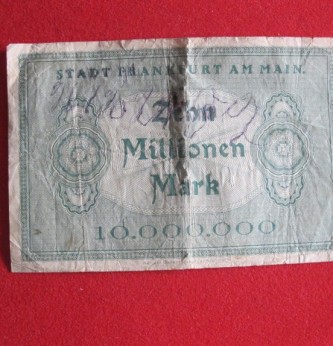 STADT FRANKFURT AM MAIN.
Zehn
Millionen
Mark
10.000.000